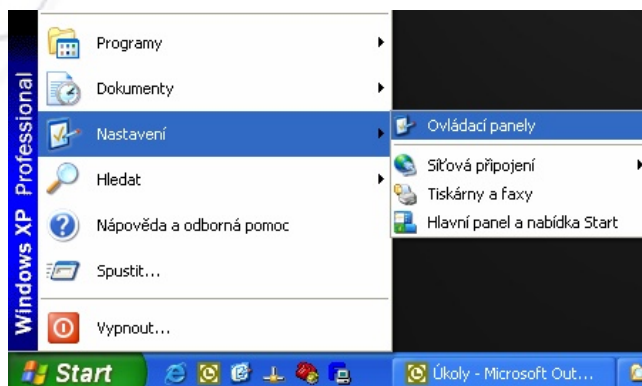 Windows XP Professional
Programy
Dokumenty
Nastavení
Hledat
Nápověda a odborná pomoc
Spustit...
Vypnout...
Ovládací panely
Síťová připojení
Tiskárny a faxy
Hlavní panel a nabídka Start
Start
Úkoly - Microsoft Out...